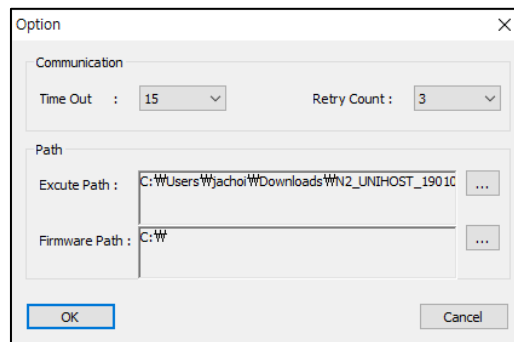 Option
Communication
Time Out : 15 Retry Count : 3
Path
Excute Path : C:₩Users₩jachoi₩Downloads₩N2_UNIHOST_19010 ...
Firmware Path : C:₩ ...
OK Cancel